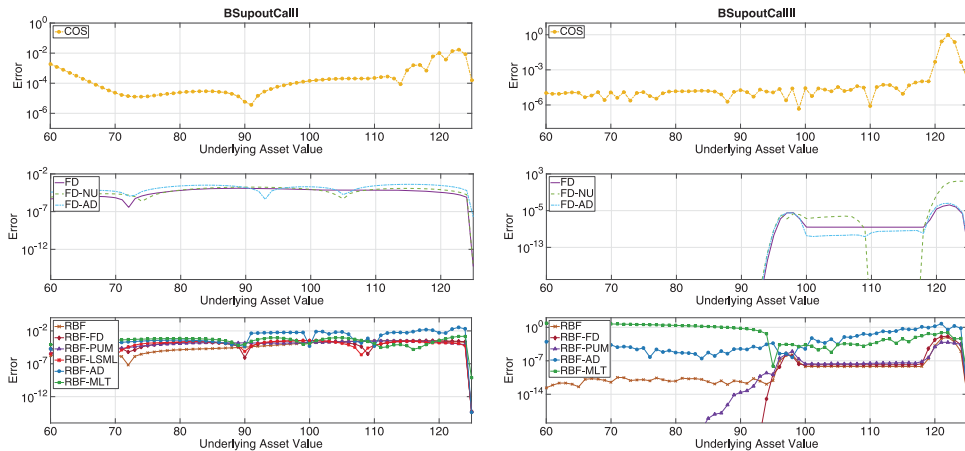 BSupoutCallI
10^0
COS
10^-2
10^-4
10^-6
Error
60 70 80 90 100 110 120
Underlying Asset Value
10^-2
FD
FD-NU
FD-AD
10^-7
10^-12
Error
60 70 80 90 100 110 120
Underlying Asset Value
RBF
RBF-FD
RBF-PUM
RBF-LSML
RBF-AD
RBF-MLT
10^-2
10^-7
10^-12
Error
60 70 80 90 100 110 120
Underlying Asset Value
BSupoutCallII
10^0
COS
10^-3
10^-6
Error
60 70 80 90 100 110 120
Underlying Asset Value
10^3
FD
FD-NU
FD-AD
10^-5
10^-13
Error
60 70 80 90 100 110 120
Underlying Asset Value
10^0
RBF
RBF-FD
RBF-PUM
RBF-AD
RBF-MLT
10^-7
10^-14
Error
60 70 80 90 100 110 120
Underlying Asset Value